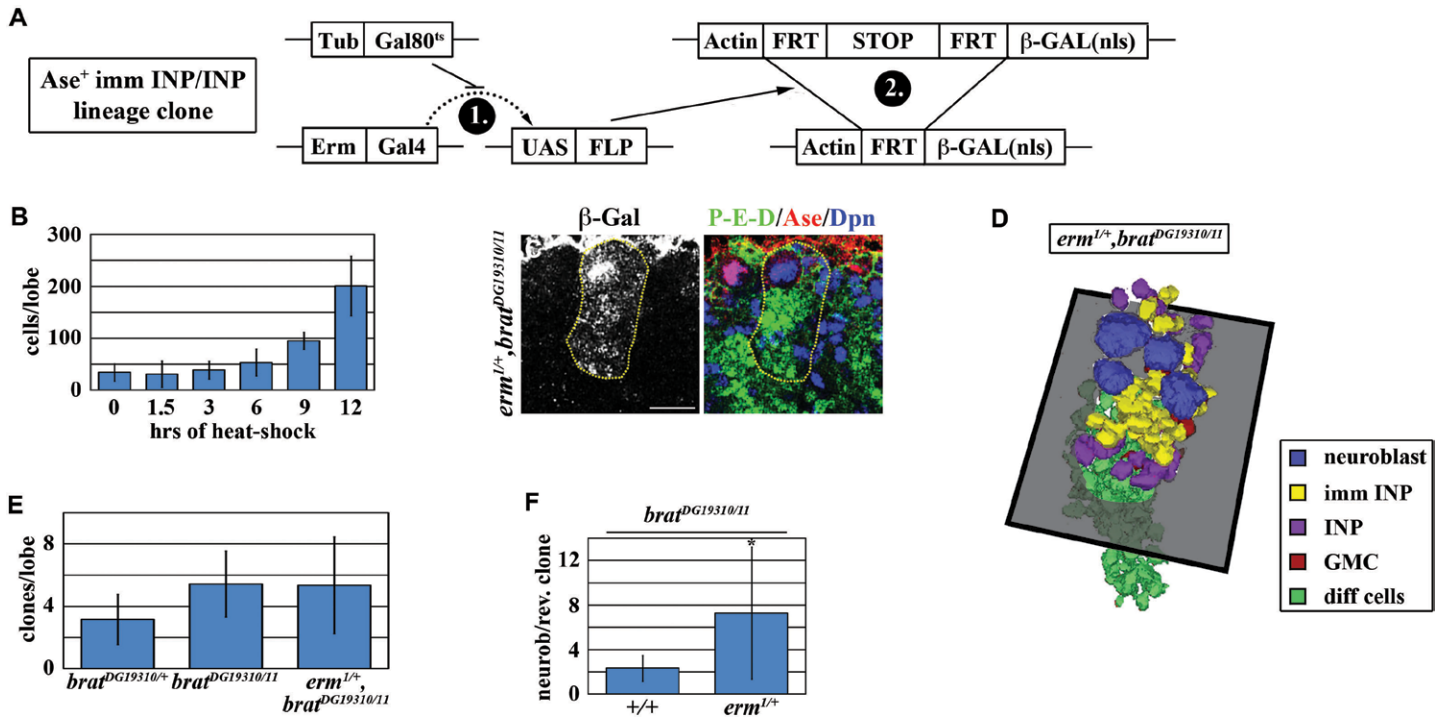 A
Tub Gal80ts
Actin FRT STOP FRT β-GAL(nls)
Ase+ imm INP/INP
lineage clone
1.
2.
Erm Gal4
UAS FLP
Actin FRT β-GAL(nls)
B
300
200
100
0
cells/lobe
0 1.5 3 6 9 12
hrs of heat-shock
erm1/+,bratDG19310/11
β-Gal
P-E-D/Ase/Dpn
D
erm1/+,bratDG19310/11
neuroblast
imm INP
INP
GMC
diff cells
E
8
4
0
clones/lobe
bratDG19310/+ bratDG19310/11 erm1/+,
bratDG19310/11
F
bratDG19310/11
*
12
8
4
0
neurob/rev. clone
+/+ erm1/+